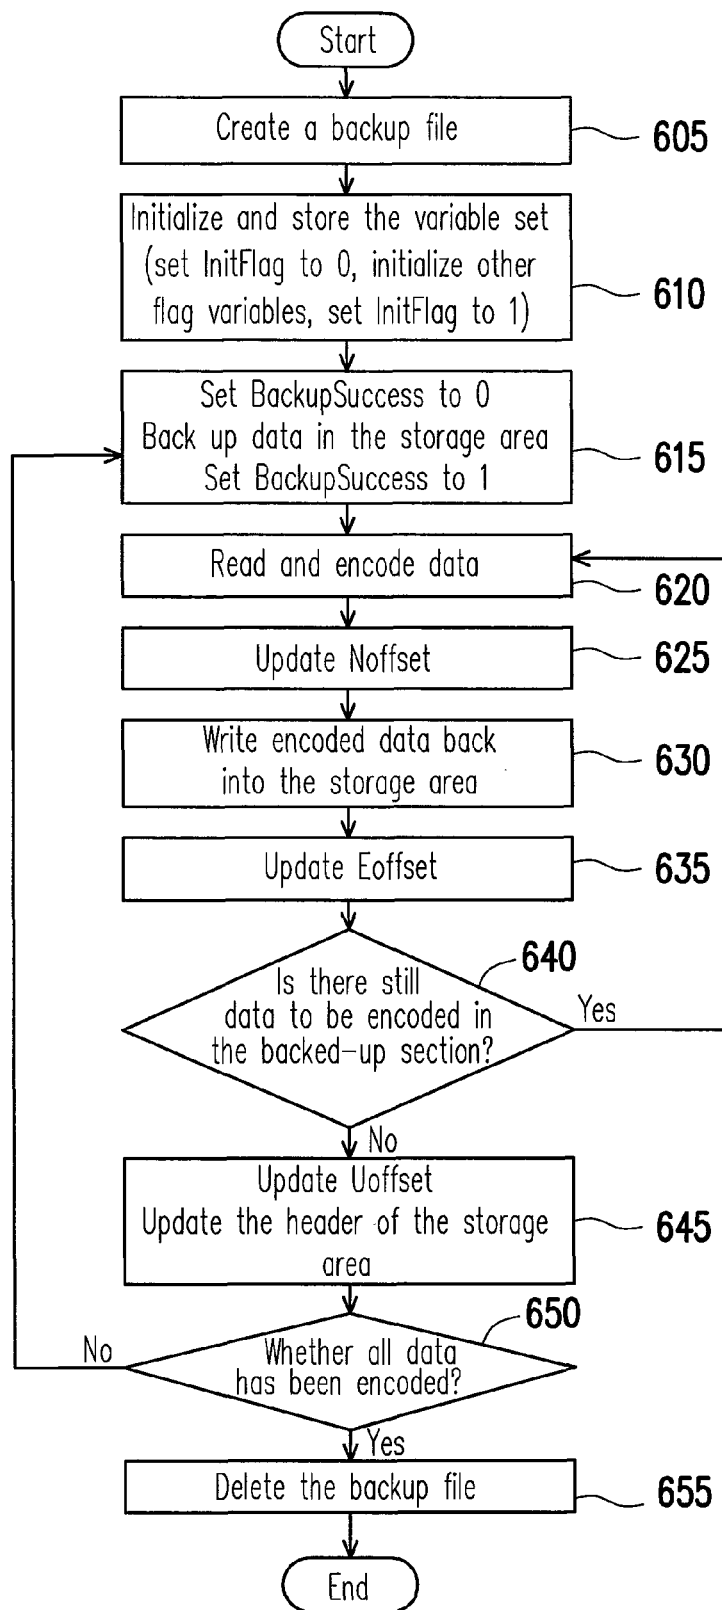 Start
Create a backup file
605
Initialize and store the variable set
(set InitFlag to 0, initialize other
flag variables, set InitFlag to 1)
610
Set BackupSuccess to 0
Back up data in the storage area
Set BackupSuccess to 1
615
Read and encode data
620
Update Noffset
625
Write encoded data back
into the storage area
630
Update Eoffset
635
640
Is there still
data to be encoded in
the backed-up section?
Yes
No
Update Uoffset
Update the header of the storage
area
645
650
No
Whether all data
has been encoded?
Yes
Delete the backup file
655
End